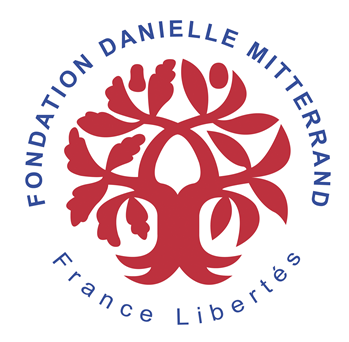 FONDATION DANIELLE MITTERRAND
France Libertés